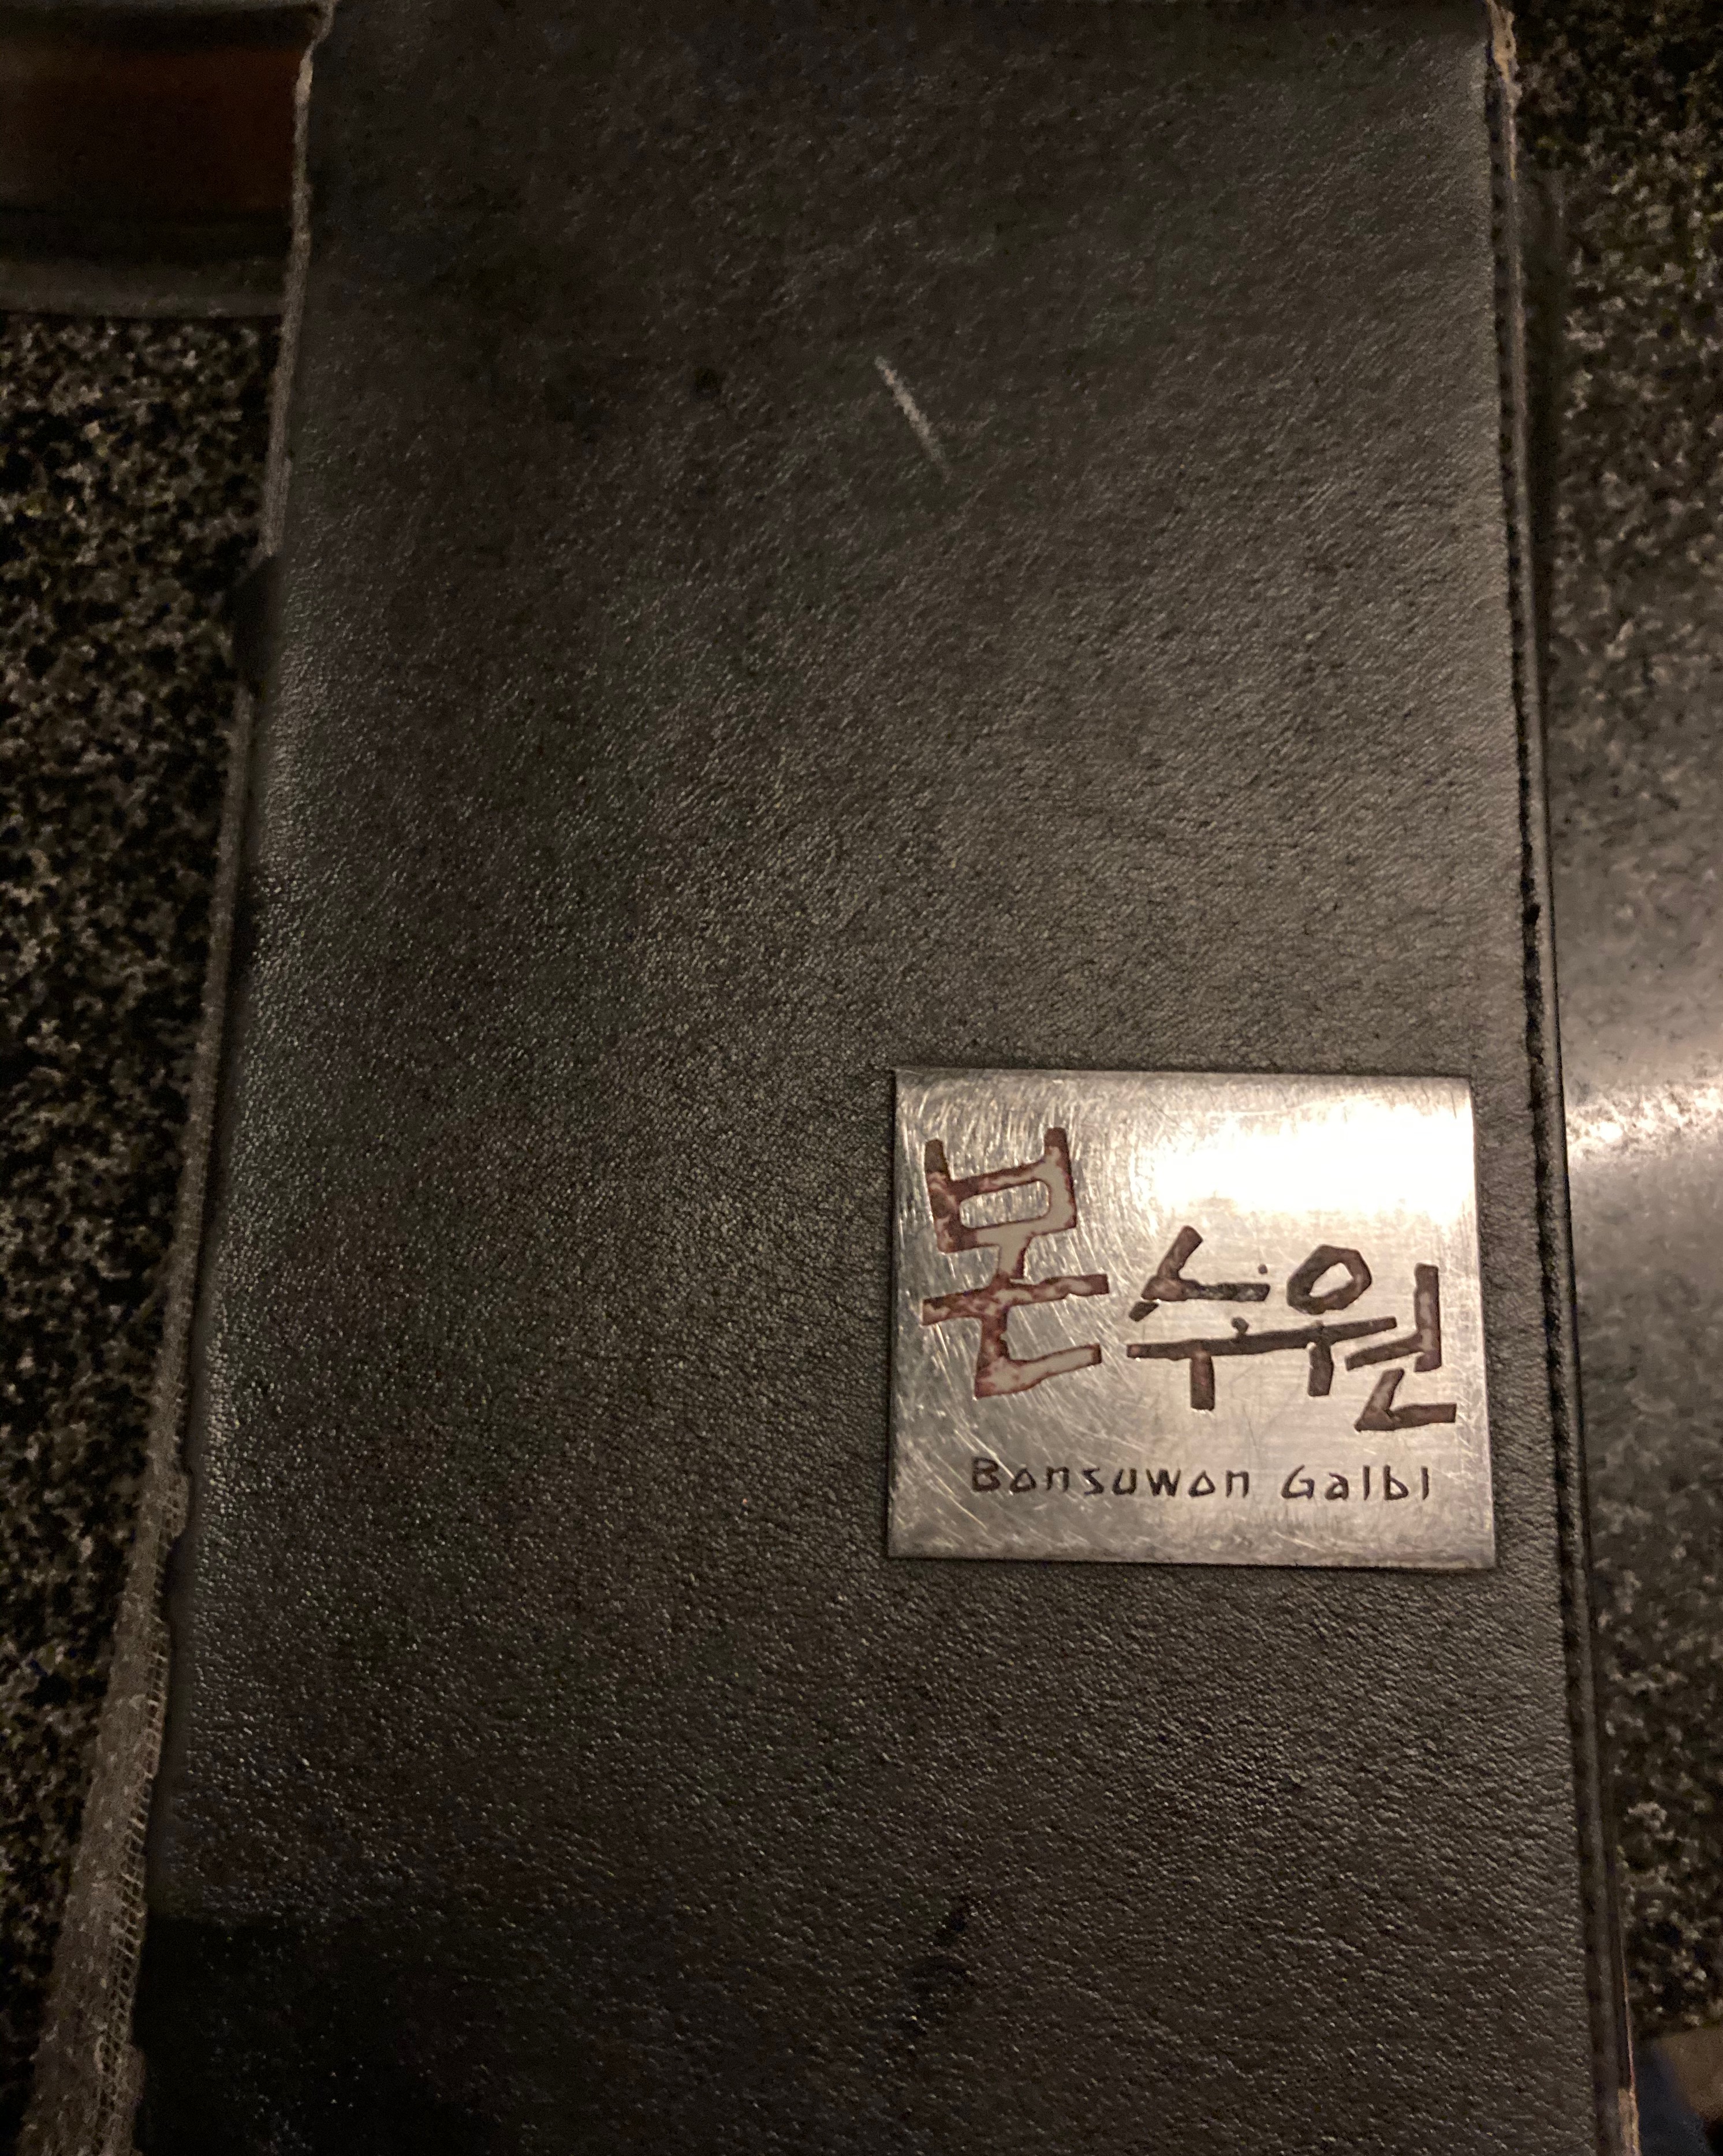 본수원
Bonsuwon Galbi